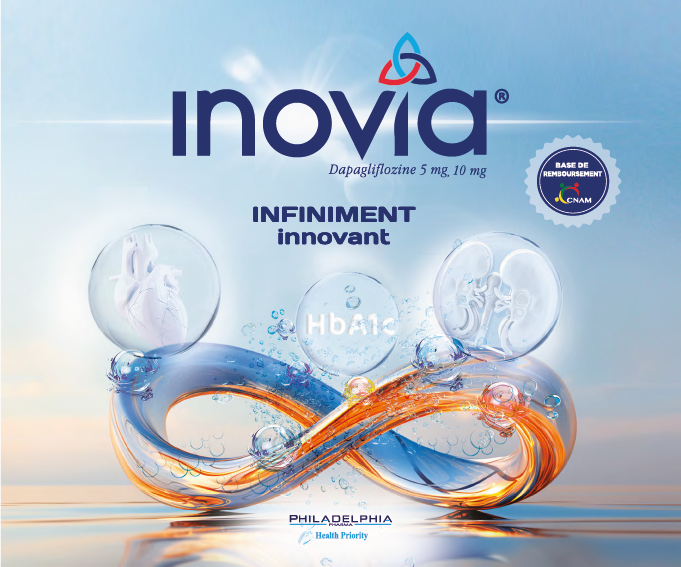 INOVIA®
Dapagliflozine 5 mg, 10 mg
BASE DE
REMBOURSEMENT
CNAM
INFINIMENT
innovant
HbA1c
PHILADELPHIA
PHARMA
Health Priority